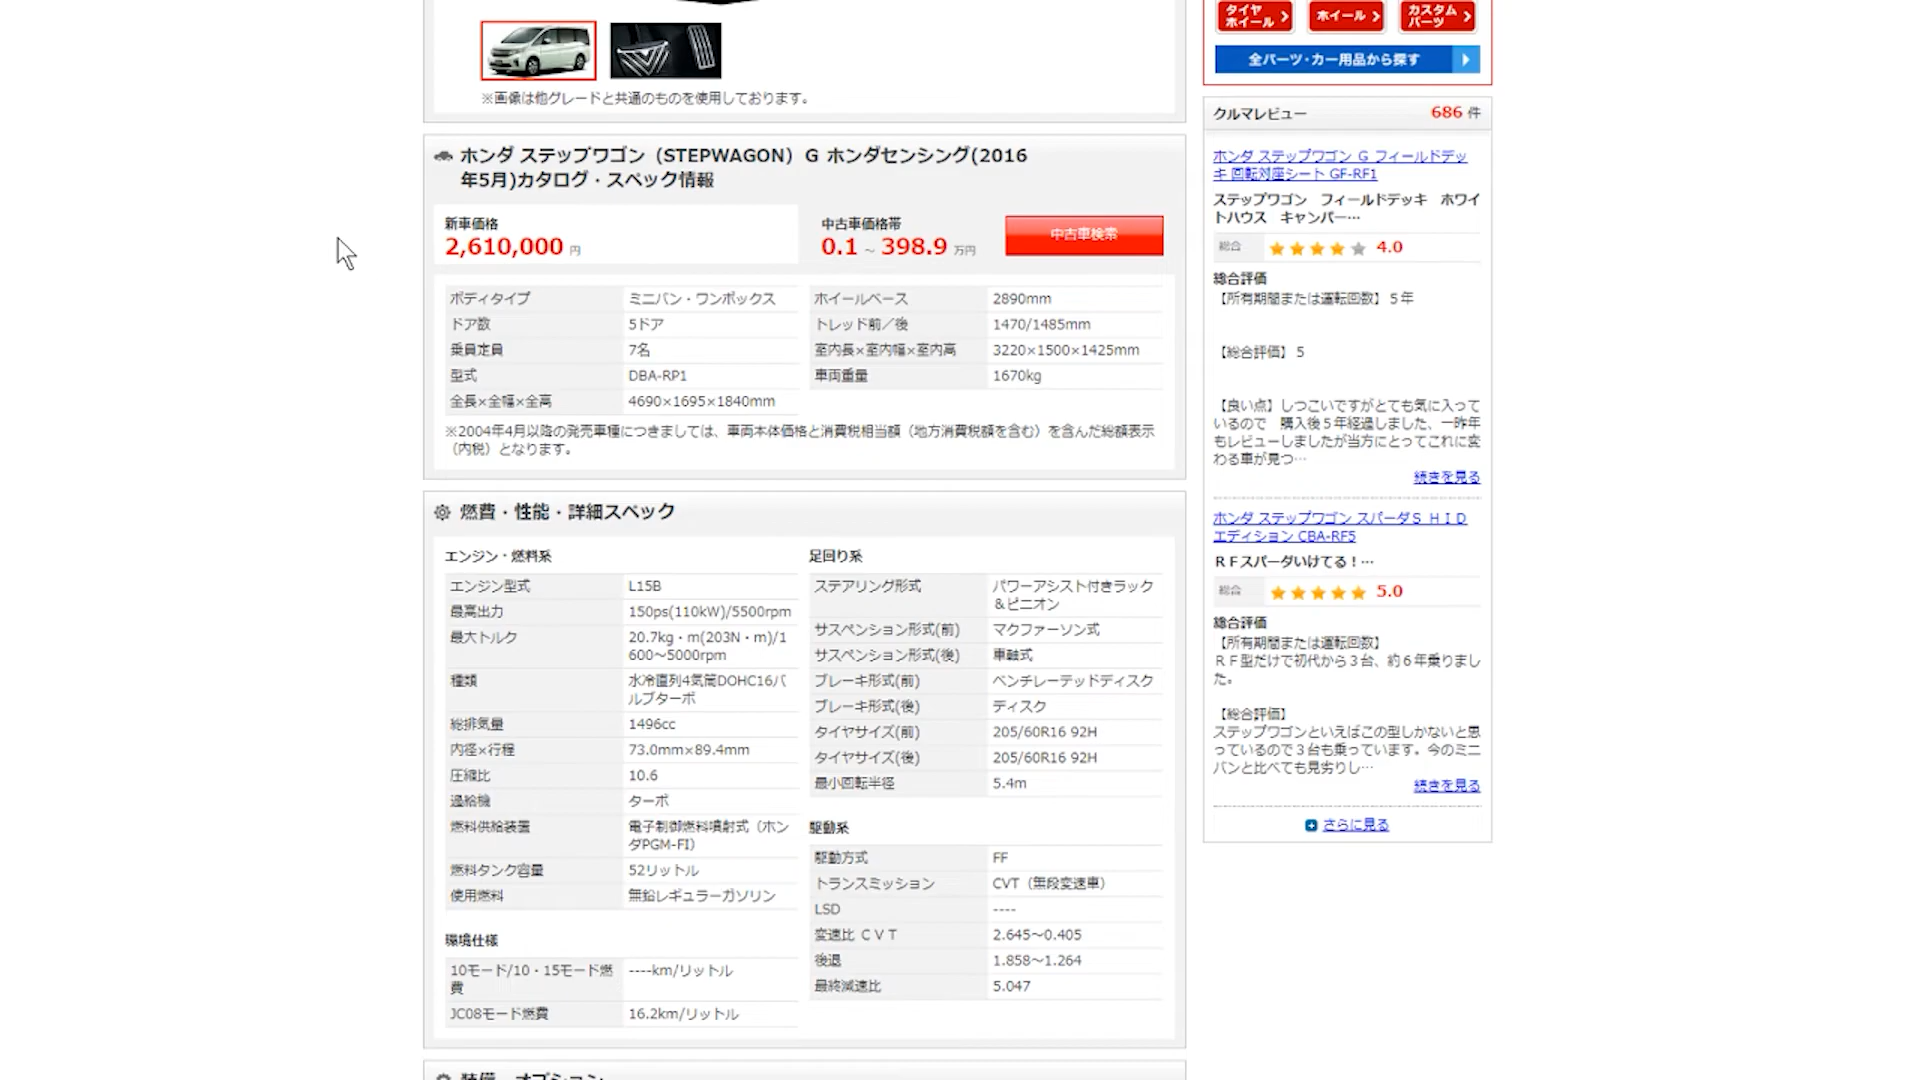 ※画像は他グレードと共通のものを使用しております。
ホンダ ステップワゴン（STEPWAGON）G ホンダセンシング(2016
年5月)カタログ・スペック情報
新車価格
2,610,000 円
中古車価格帯
0.1 ～ 398.9 万円
中古車検索
ボディタイプ ミニバン・ワンボックス
ドア数 5ドア
乗員定員 7名
型式 DBA-RP1
全長×全幅×全高 4690×1695×1840mm
ホイールベース 2890mm
トレッド前／後 1470/1485mm
室内長×室内幅×室内高 3220×1500×1425mm
車両重量 1670kg
※2004年4月以降の発売車種につきましては、車両本体価格と消費税相当額（地方消費税額を含む）を含んだ総額表示
（内税）となります。
燃費・性能・詳細スペック
エンジン・燃料系
エンジン型式 L15B
最高出力 150ps(110kW)/5500rpm
最大トルク 20.7kg・m(203N・m)/1
600～5000rpm
種類 水冷直列4気筒DOHC16バ
ルブターボ
総排気量 1496cc
内径×行程 73.0mm×89.4mm
圧縮比 10.6
過給機 ターボ
燃料供給装置 電子制御燃料噴射式（ホン
ダPGM-FI）
燃料タンク容量 52リットル
使用燃料 無鉛レギュラーガソリン
環境仕様
10モード/10・15モード燃 ----km/リットル
費
JC08モード燃費 16.2km/リットル
足回り系
ステアリング形式 パワーアシスト付きラック
＆ピニオン
サスペンション形式(前) マクファーソン式
サスペンション形式(後) 車軸式
ブレーキ形式(前) ベンチレーテッドディスク
ブレーキ形式(後) ディスク
タイヤサイズ(前) 205/60R16 92H
タイヤサイズ(後) 205/60R16 92H
最小回転半径 5.4m
駆動系
駆動方式 FF
トランスミッション CVT（無段変速車）
LSD ----
変速比 ＣＶＴ 2.645～0.405
後退 1.858～1.264
最終減速比 5.047
装備・オプション
タイヤ
ホイール
ホイール
カスタム
パーツ
全パーツ・カー用品から探す
クルマレビュー 686 件
ホンダ ステップワゴン Ｇ フィールドデッ
キ 回転対座シート GF-RF1
ステップワゴン　フィールドデッキ　ホワイ
トハウス　キャンパー…
総合 4.0
総合評価
【所有期間または運転回数】５年
【総合評価】５
【良い点】しつこいですがとても気に入って
いるので　購入後５年経過しました、一昨年
もレビューしましたが当方にとってこれに変
わる車が見つ…
続きを見る
ホンダ ステップワゴン スパーダＳ ＨＩＤ
エディション CBA-RF5
ＲＦスパーダいけてる！…
総合 5.0
総合評価
【所有期間または運転回数】
ＲＦ型だけで初代から３台、約６年乗りまし
た。
【総合評価】
ステップワゴンといえばこの型しかないと思
っているので３台も乗っています。今のミニ
バンと比べても見劣りし…
続きを見る
さらに見る